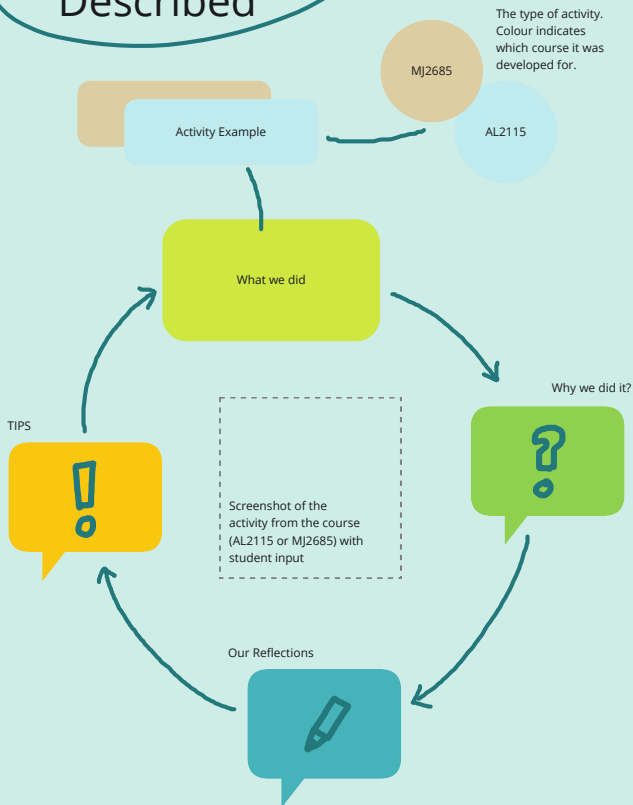 Described
The type of activity.
Colour indicates
which course it was
developed for.
MJ2685
AL2115
Activity Example
What we did
Why we did it?
TIPS
Screenshot of the
activity from the course
(AL2115 or MJ2685) with
student input
Our Reflections